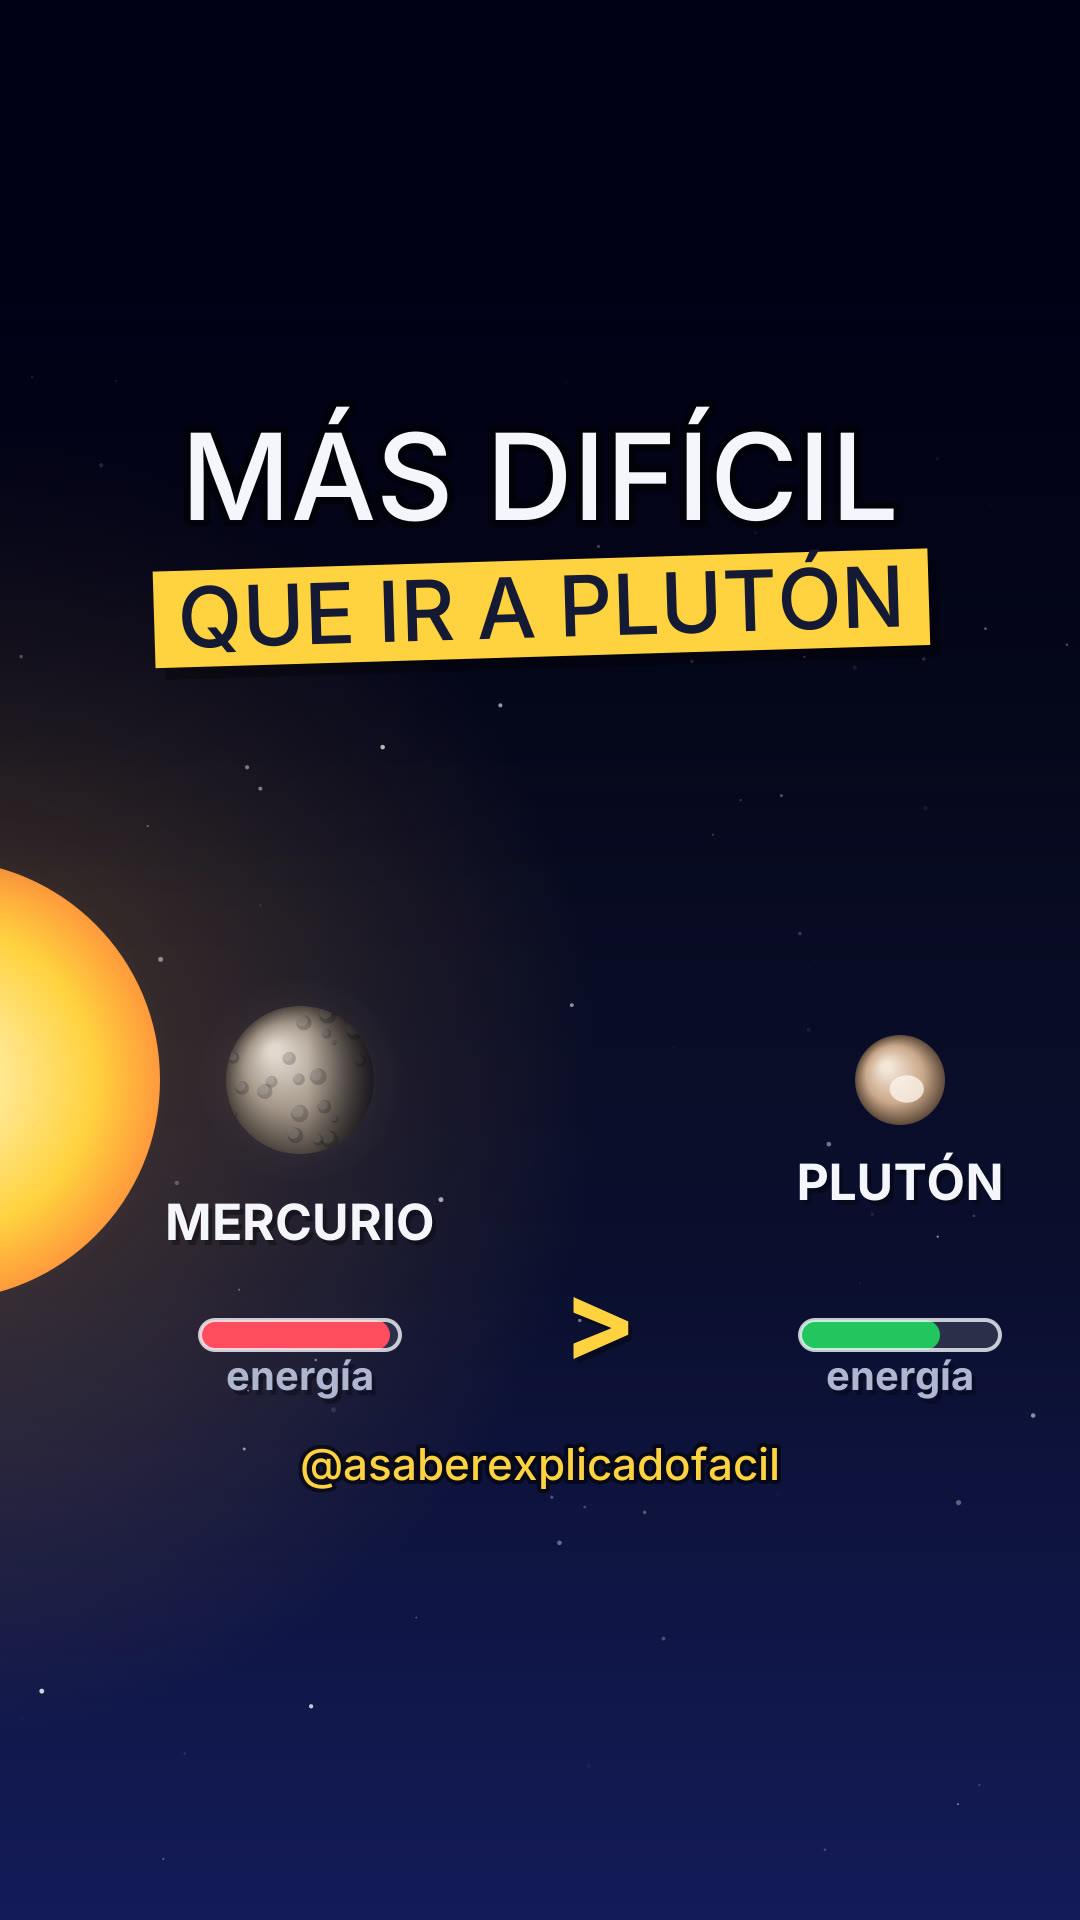 MÁS DIFÍCIL
QUE IR A PLUTÓN
MERCURIO
PLUTÓN
>
energía
energía
@asaberexplicadofacil